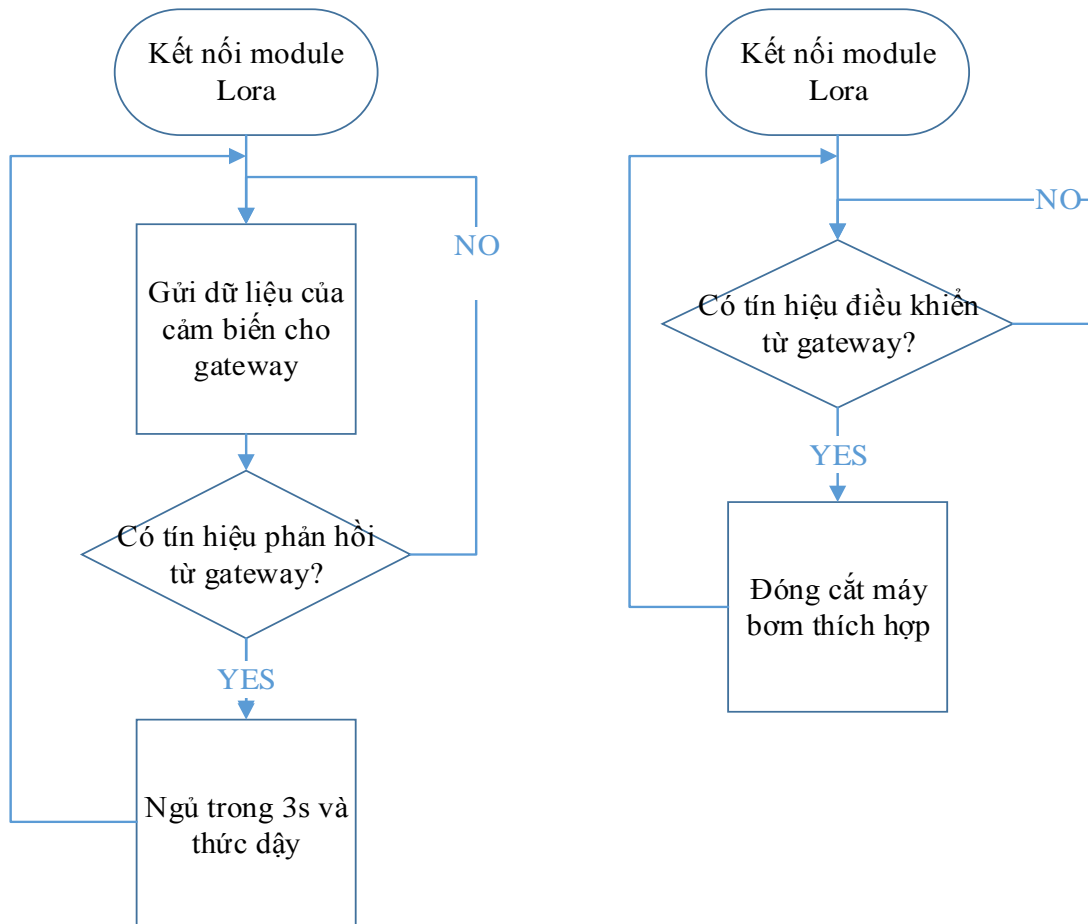 Kết nối module
Lora
NO
Gửi dữ liệu của
cảm biến cho
gateway
Có tín hiệu phản hồi
từ gateway?
YES
Ngủ trong 3s và
thức dậy
Kết nối module
Lora
NO
Có tín hiệu điều khiển
từ gateway?
YES
Đóng cắt máy
bơm thích hợp